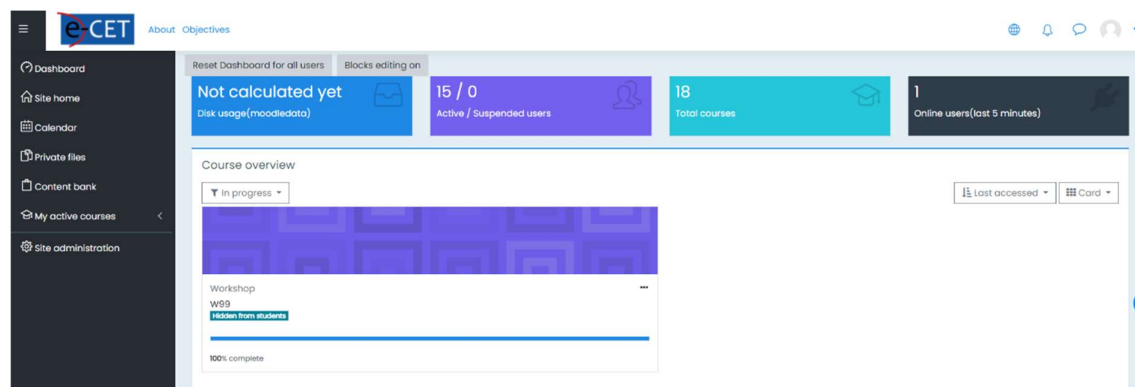 e-CET
About Objectives
Dashboard
Site home
Calendar
Private files
Content bank
My active courses
Site administration
Reset Dashboard for all users Blocks editing on
Not calculated yet
Disk usage(moodledata)
15 / 0
Active / Suspended users
18
Total courses
1
Online users(last 5 minutes)
Course overview
In progress
Last accessed
Card
Workshop
W99
Hidden from students
100% complete